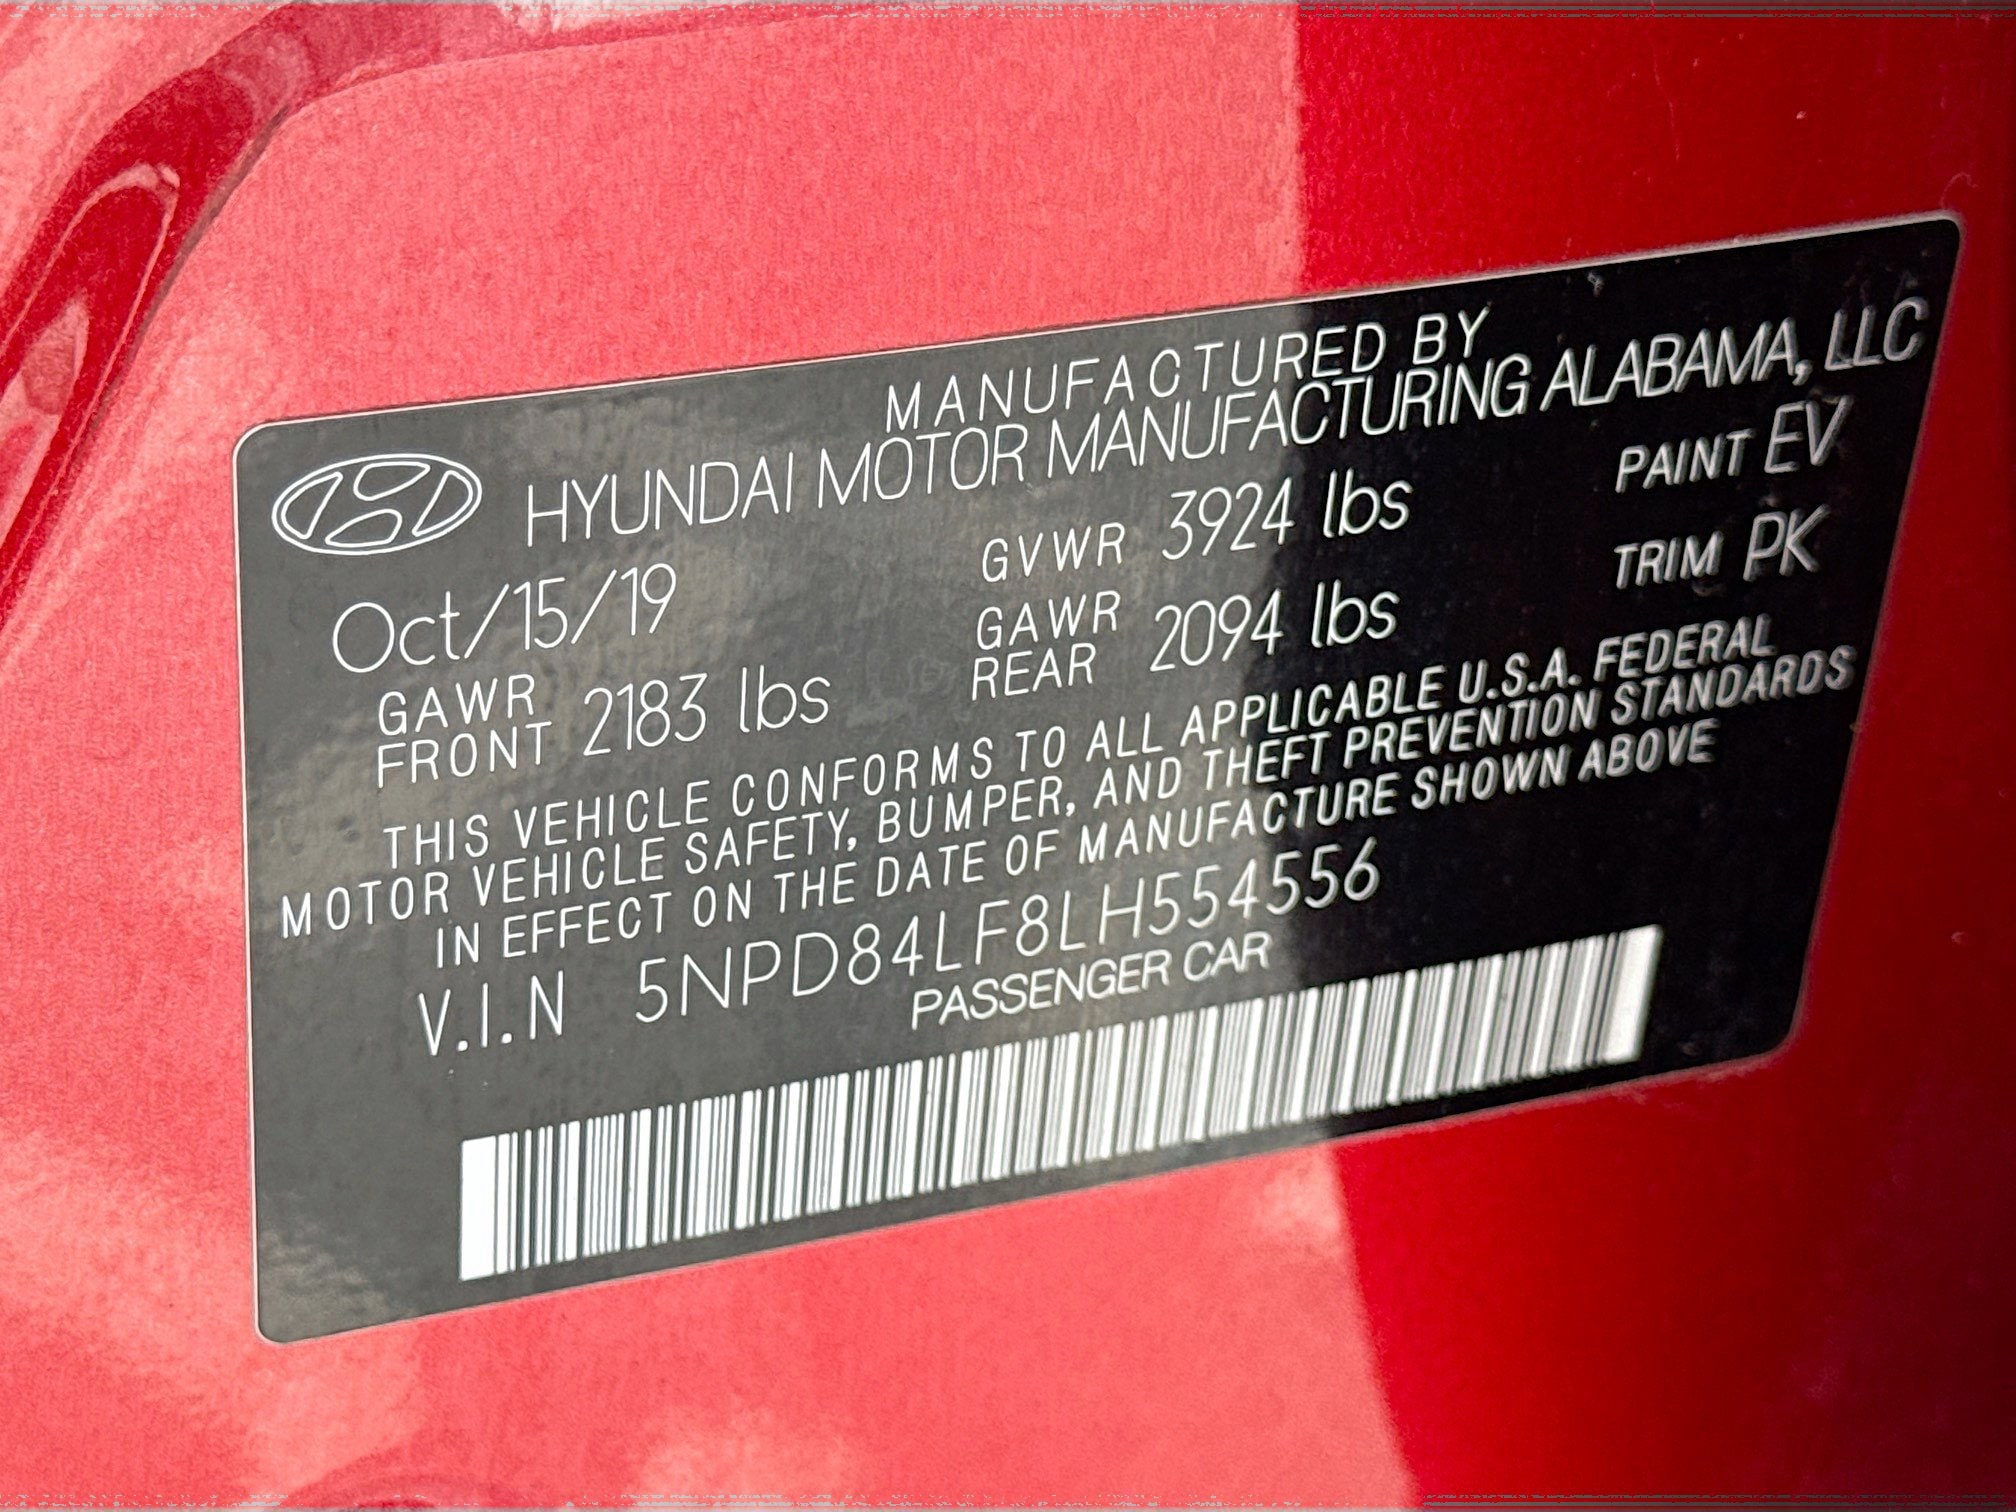 MANUFACTURED BY
HYUNDAI MOTOR MANUFACTURING ALABAMA, LLC
Oct/15/19 GVWR 3924 lbs PAINT EV
GAWR FRONT 2183 lbs GAWR REAR 2094 lbs TRIM PK
THIS VEHICLE CONFORMS TO ALL APPLICABLE U.S.A. FEDERAL
MOTOR VEHICLE SAFETY, BUMPER, AND THEFT PREVENTION STANDARDS
IN EFFECT ON THE DATE OF MANUFACTURE SHOWN ABOVE
V.I.N 5NPD84LF8LH554556
PASSENGER CAR